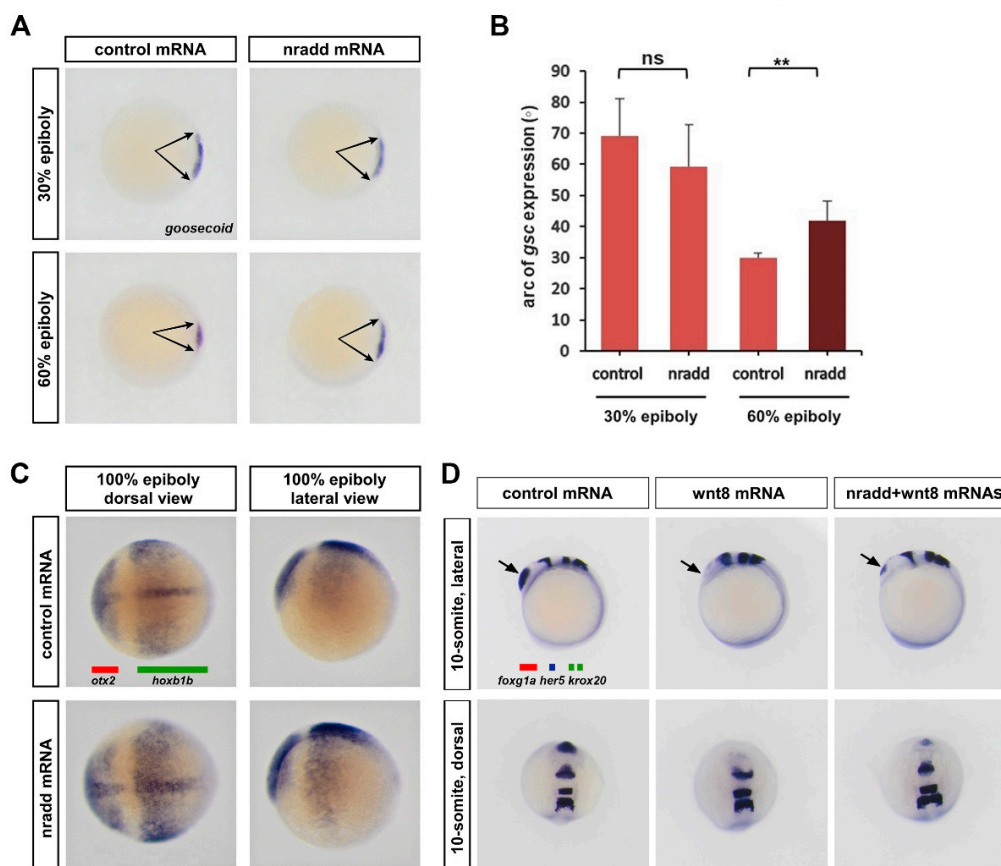 A
control mRNA
nradd mRNA
30% epiboly
goosecoid
60% epiboly
B
ns
**
90
80
70
60
50
40
30
20
10
0
arc of gsc expression (○)
control
nradd
control
nradd
30% epiboly
60% epiboly
C
100% epiboly
dorsal view
100% epiboly
lateral view
control mRNA
otx2
hoxb1b
nradd mRNA
D
control mRNA
wnt8 mRNA
nradd+wnt8 mRNAs
10-somite, lateral
foxg1a her5 krox20
10-somite, dorsal